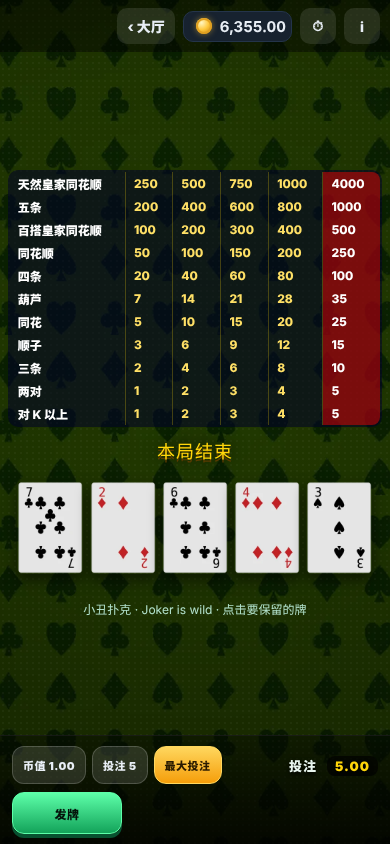 ‹ 大厅 6,355.00 ⏱ i
天然皇家同花顺 250 500 750 1000 4000
五条 200 400 600 800 1000
百搭皇家同花顺 100 200 300 400 500
同花顺 50 100 150 200 250
四条 20 40 60 80 100
葫芦 7 14 21 28 35
同花 5 10 15 20 25
顺子 3 6 9 12 15
三条 2 4 6 8 10
两对 1 2 3 4 5
对 K 以上 1 2 3 4 5
本局结束
7 2 6 4 3
7 2 6 4 3
小丑扑克 · Joker is wild · 点击要保留的牌
币值 1.00 投注 5 最大投注 投注 5.00
发牌